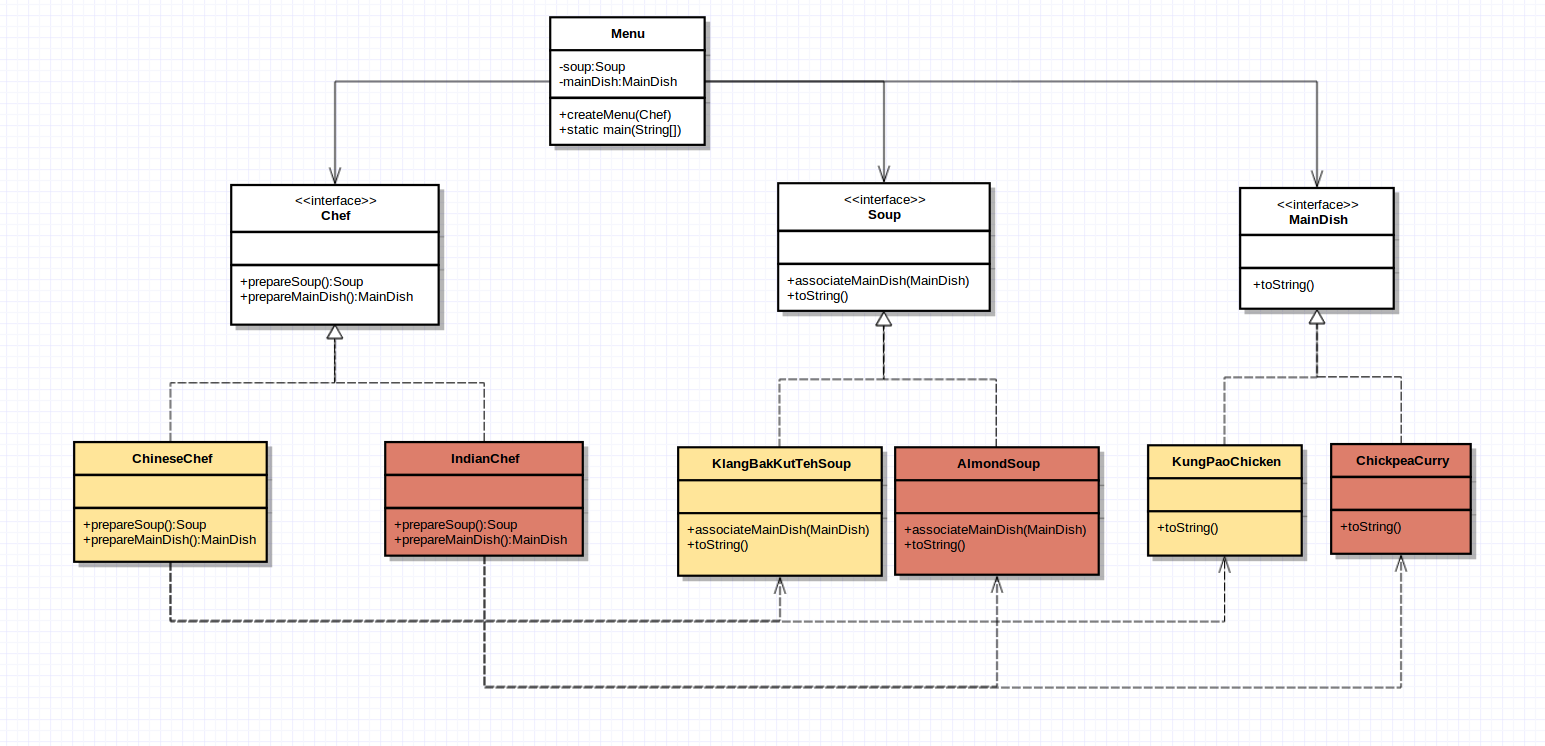 Menu
-soup:Soup
-mainDish:MainDish
+createMenu(Chef)
+static main(String[])
<<interface>>
Chef
+prepareSoup():Soup
+prepareMainDish():MainDish
<<interface>>
Soup
+associateMainDish(MainDish)
+toString()
<<interface>>
MainDish
+toString()
ChineseChef
+prepareSoup():Soup
+prepareMainDish():MainDish
IndianChef
+prepareSoup():Soup
+prepareMainDish():MainDish
KlangBakKutTehSoup
+associateMainDish(MainDish)
+toString()
AlmondSoup
+associateMainDish(MainDish)
+toString()
KungPaoChicken
+toString()
ChickpeaCurry
+toString()